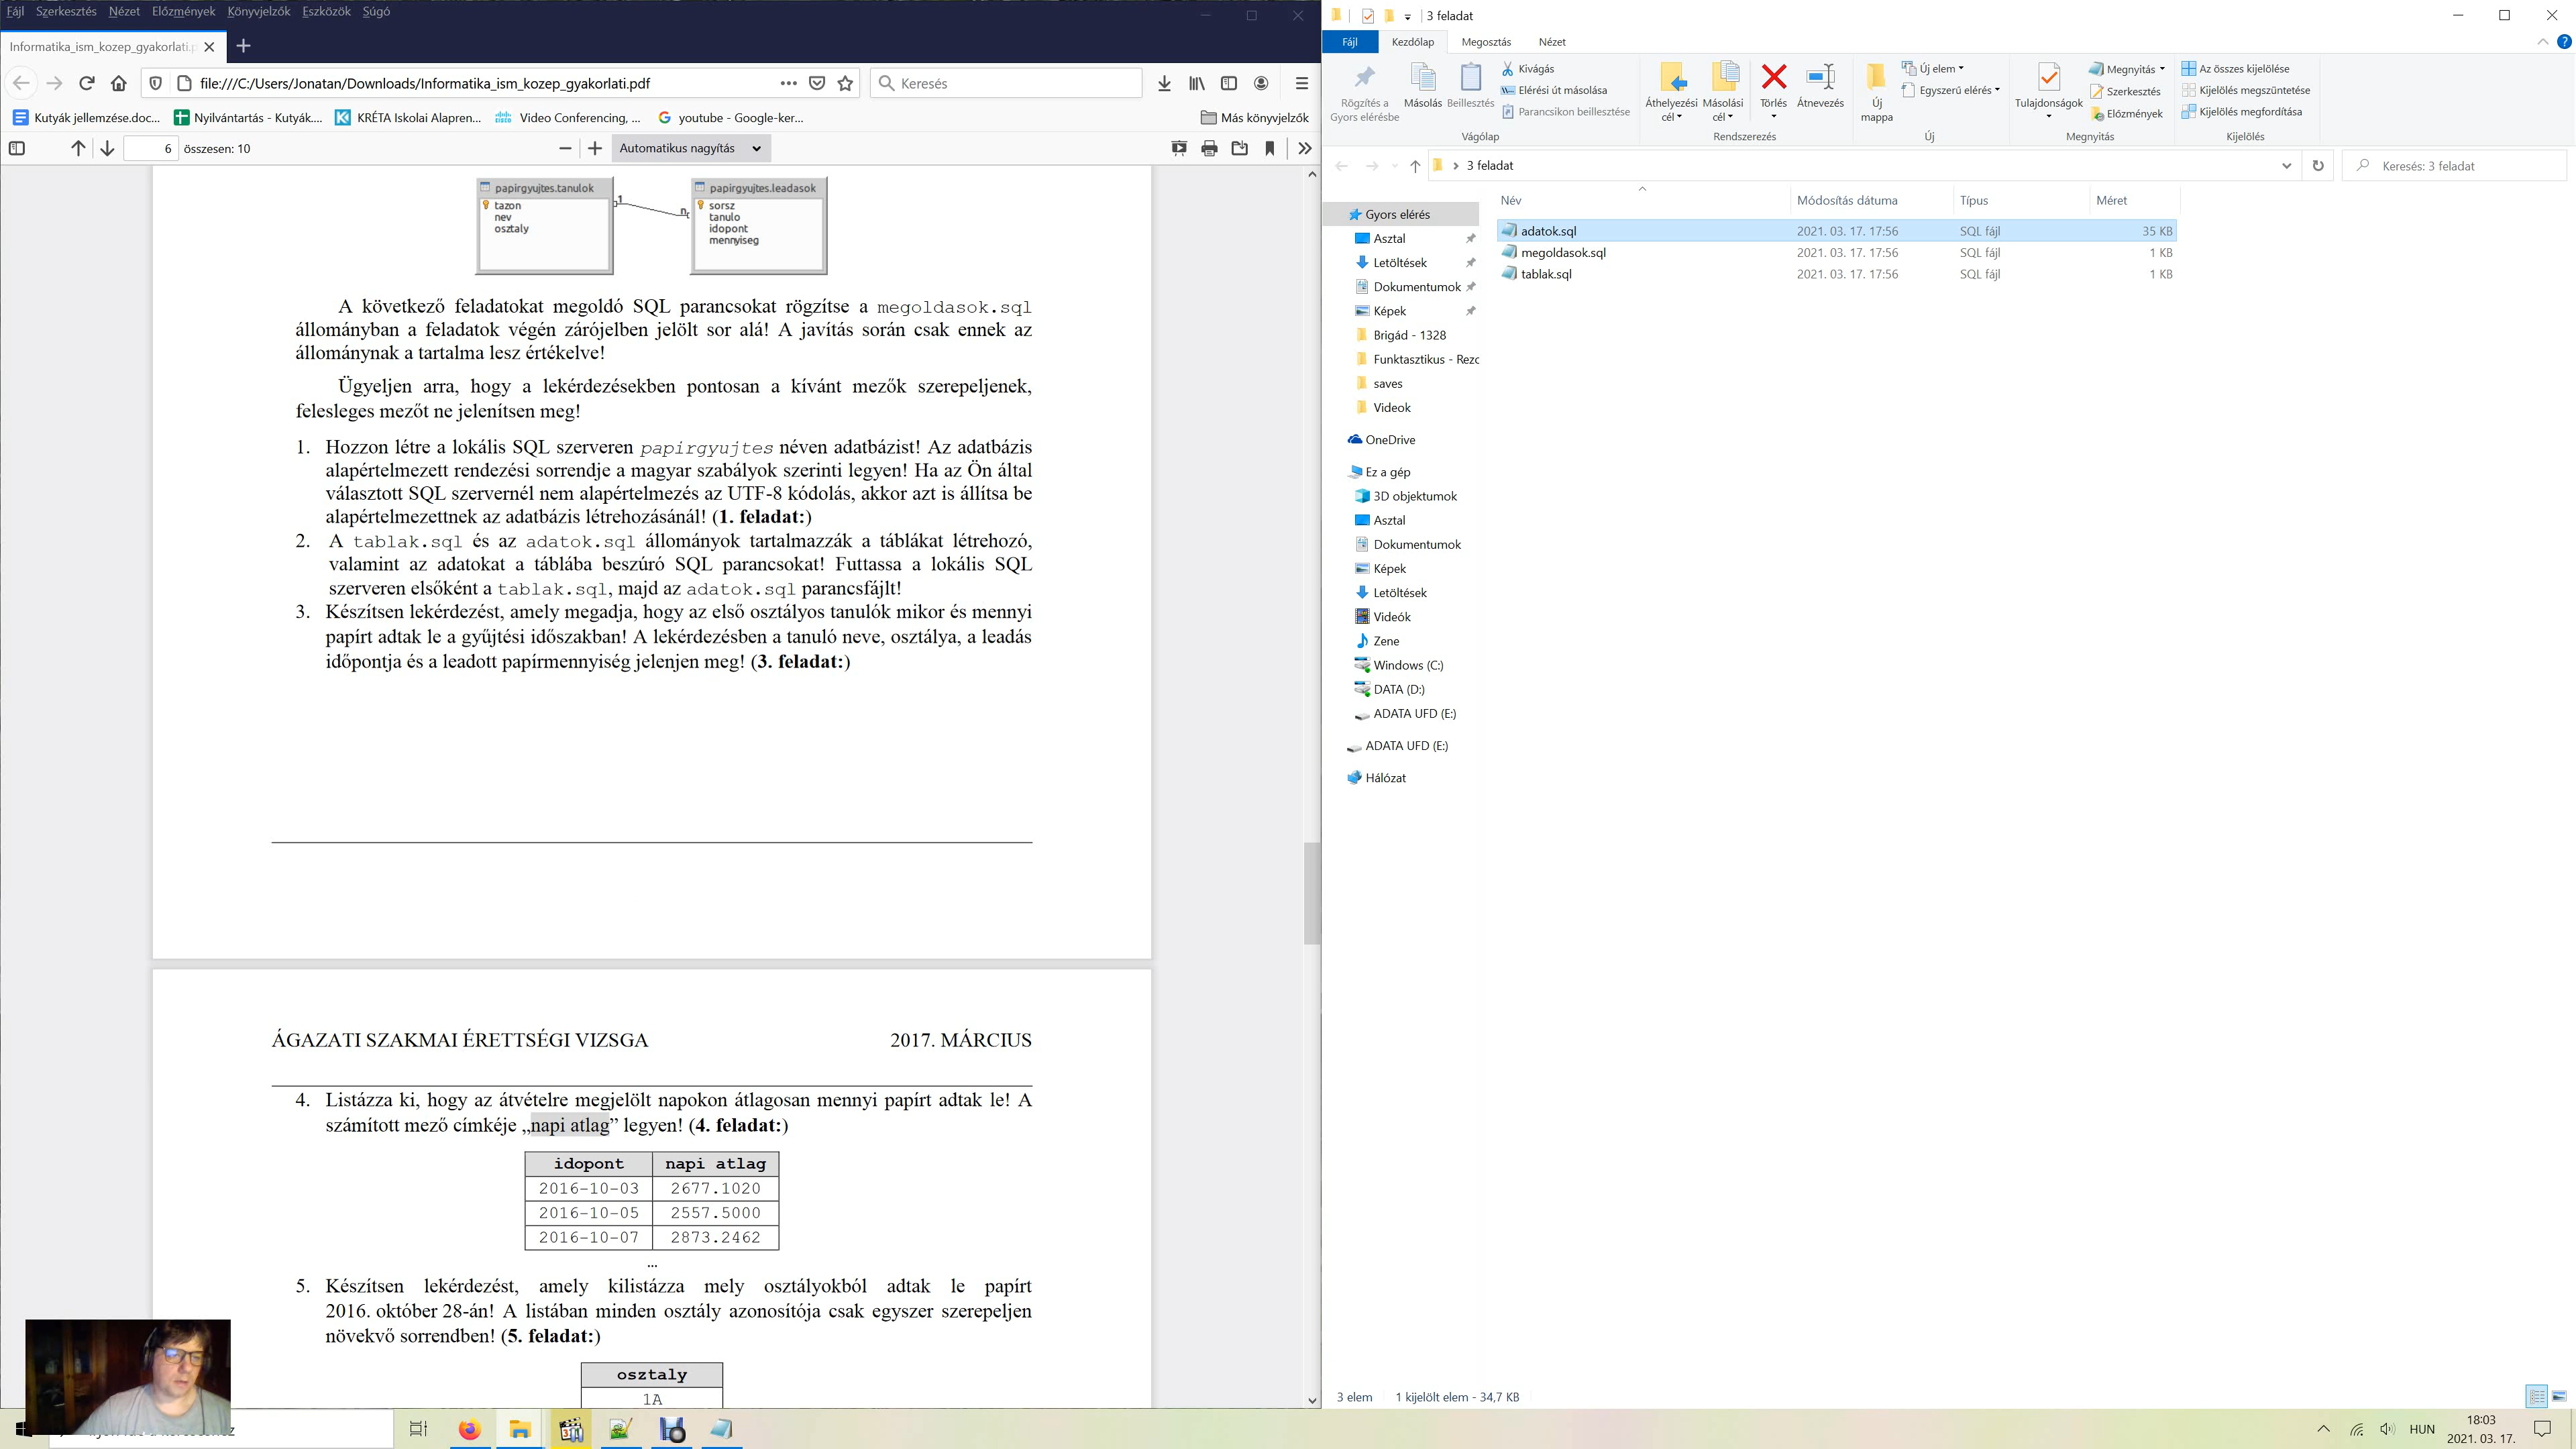 Fájl Szerkesztés Nézet Előzmények Könyvjelzők Eszközök Súgó
Informatika_ism_kozep_gyakorlati.p
file:///C:/Users/Jonatan/Downloads/Informatika_ism_kozep_gyakorlati.pdf
Keresés
Kutyák jellemzése.doc...
Nyilvántartás - Kutyák....
KRÉTA Iskolai Alapren...
Video Conferencing, ...
youtube - Google-ker...
Más könyvjelzők
6 összesen: 10
Automatikus nagyítás
papirgyujtes.tanulok
tazon
nev
osztaly
1
n
papirgyujtes.leadasok
sorsz
tanulo
idopont
mennyiseg
A következő feladatokat megoldó SQL parancsokat rögzítse a megoldasok.sql
állományban a feladatok végén zárójelben jelölt sor alá! A javítás során csak ennek az
állománynak a tartalma lesz értékelve!
Ügyeljen arra, hogy a lekérdezésekben pontosan a kívánt mezők szerepeljenek,
felesleges mezőt ne jelenítsen meg!
1. Hozzon létre a lokális SQL szerveren papirgyujtes néven adatbázist! Az adatbázis
alapértelmezett rendezési sorrendje a magyar szabályok szerinti legyen! Ha az Ön által
választott SQL szervernél nem alapértelmezés az UTF-8 kódolás, akkor azt is állítsa be
alapértelmezettnek az adatbázis létrehozásánál! (1. feladat:)
2. A tablak.sql és az adatok.sql állományok tartalmazzák a táblákat létrehozó,
valamint az adatokat a táblába beszúró SQL parancsokat! Futtassa a lokális SQL
szerveren elsőként a tablak.sql, majd az adatok.sql parancsfájlt!
3. Készítsen lekérdezést, amely megadja, hogy az első osztályos tanulók mikor és mennyi
papírt adtak le a gyűjtési időszakban! A lekérdezésben a tanuló neve, osztálya, a leadás
időpontja és a leadott papírmennyiség jelenjen meg! (3. feladat:)
ÁGAZATI SZAKMAI ÉRETTSÉGI VIZSGA 2017. MÁRCIUS
4. Listázza ki, hogy az átvételre megjelölt napokon átlagosan mennyi papírt adtak le! A
számított mező címkéje „napi atlag” legyen! (4. feladat:)
idopont napi atlag
2016-10-03 2677.1020
2016-10-05 2557.5000
2016-10-07 2873.2462
...
5. Készítsen lekérdezést, amely kilistázza mely osztályokból adtak le papírt
2016. október 28-án! A listában minden osztály azonosítója csak egyszer szerepeljen
növekvő sorrendben! (5. feladat:)
osztaly
1A
3 feladat
Fájl Kezdőlap Megosztás Nézet
Rögzítés a
Gyors elérésbe
Másolás
Beillesztés
Kivágás
Elérési út másolása
Parancsikon beillesztése
Vágólap
Áthelyezési
cél
Másolási
cél
Törlés
Átnevezés
Rendszerezés
Új
mappa
Új elem
Egyszerű elérés
Új
Tulajdonságok
Megnyitás
Szerkesztés
Előzmények
Megnyitás
Az összes kijelölése
Kijelölés megszüntetése
Kijelölés megfordítása
Kijelölés
3 feladat
Keresés: 3 feladat
Név Módosítás dátuma Típus Méret
adatok.sql 2021. 03. 17. 17:56 SQL fájl 35 KB
megoldasok.sql 2021. 03. 17. 17:56 SQL fájl 1 KB
tablak.sql 2021. 03. 17. 17:56 SQL fájl 1 KB
Gyors elérés
Asztal
Letöltések
Dokumentumok
Képek
Brigád - 1328
Funktasztikus - Rezo
saves
Videok
OneDrive
Ez a gép
3D objektumok
Asztal
Dokumentumok
Képek
Letöltések
Videók
Zene
Windows (C:)
DATA (D:)
ADATA UFD (E:)
ADATA UFD (E:)
Hálózat
3 elem 1 kijelölt elem - 34,7 KB
HUN
18:03
2021. 03. 17.